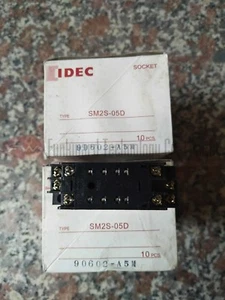 IDEC
SOCKET
TYPE
SM2S-05D
10 PCS.
90602-A5M
TYPE
SM2S-05D
10 PCS.
90602-A5M